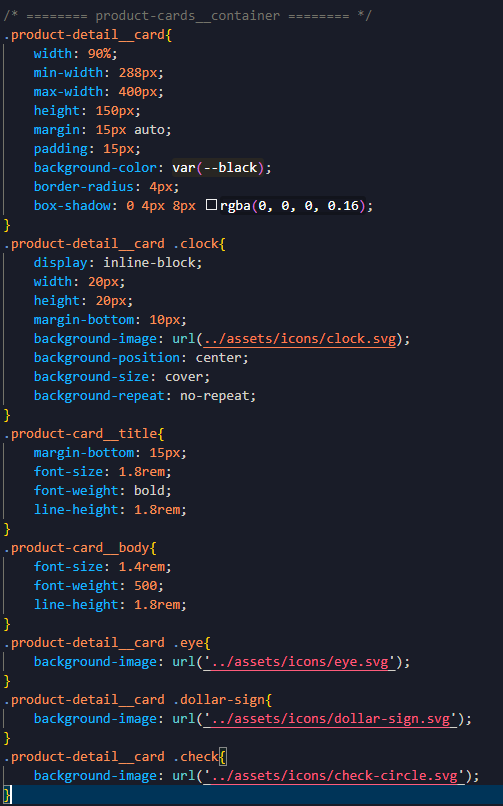 /* ======== product-cards__container ======== */
.product-detail__card{
    width: 90%;
    min-width: 288px;
    max-width: 400px;
    height: 150px;
    margin: 15px auto;
    padding: 15px;
    background-color: var(--black);
    border-radius: 4px;
    box-shadow: 0 4px 8px rgba(0, 0, 0, 0.16);
}
.product-detail__card .clock{
    display: inline-block;
    width: 20px;
    height: 20px;
    margin-bottom: 10px;
    background-image: url(../assets/icons/clock.svg);
    background-position: center;
    background-size: cover;
    background-repeat: no-repeat;
}
.product-card__title{
    margin-bottom: 15px;
    font-size: 1.8rem;
    font-weight: bold;
    line-height: 1.8rem;
}
.product-card__body{
    font-size: 1.4rem;
    font-weight: 500;
    line-height: 1.8rem;
}
.product-detail__card .eye{
    background-image: url('../assets/icons/eye.svg');
}
.product-detail__card .dollar-sign{
    background-image: url('../assets/icons/dollar-sign.svg');
}
.product-detail__card .check{
    background-image: url('../assets/icons/check-circle.svg');
}